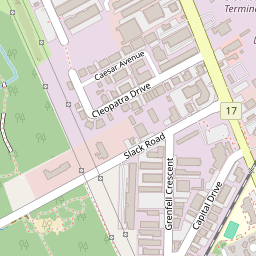 Termin
Caesar Avenue
Cleopatra Drive
17
Slack Road
Grenfell Crescent
Capital Drive